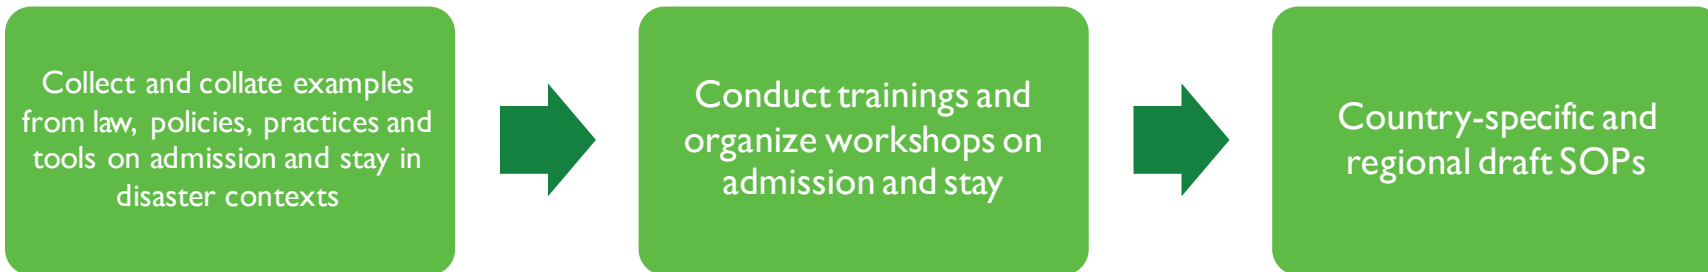 Collect and collate examples
from law, policies, practices and
tools on admission and stay in
disaster contexts
Conduct trainings and
organize workshops on
admission and stay
Country-specific and
regional draft SOPs